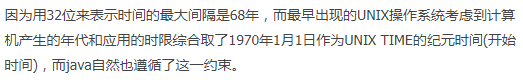 因为用32位来表示时间的最大间隔是68年，而最早出现的UNIX操作系统考虑到计
算机产生的年代和应用的时限综合取了1970年1月1日作为UNIX TIME的纪元时间(开始
时间)，而java自然也遵循了这一约束。